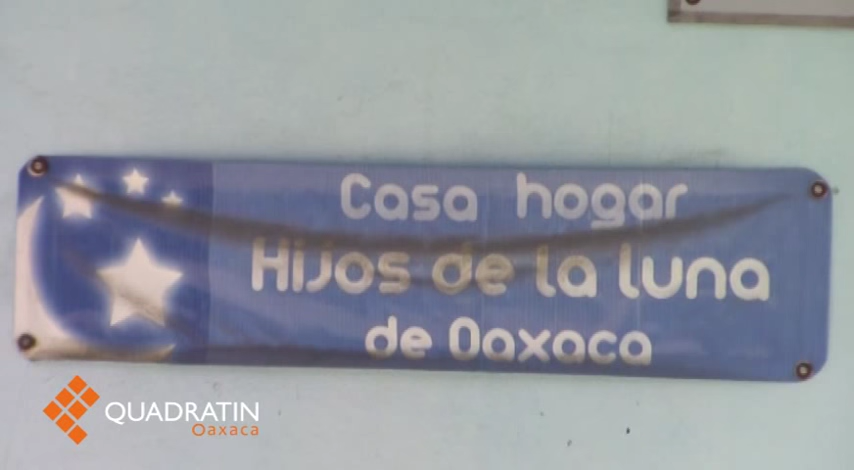 Casa hogar
Hijos de la luna
de Oaxaca
QUADRATIN
Oaxaca